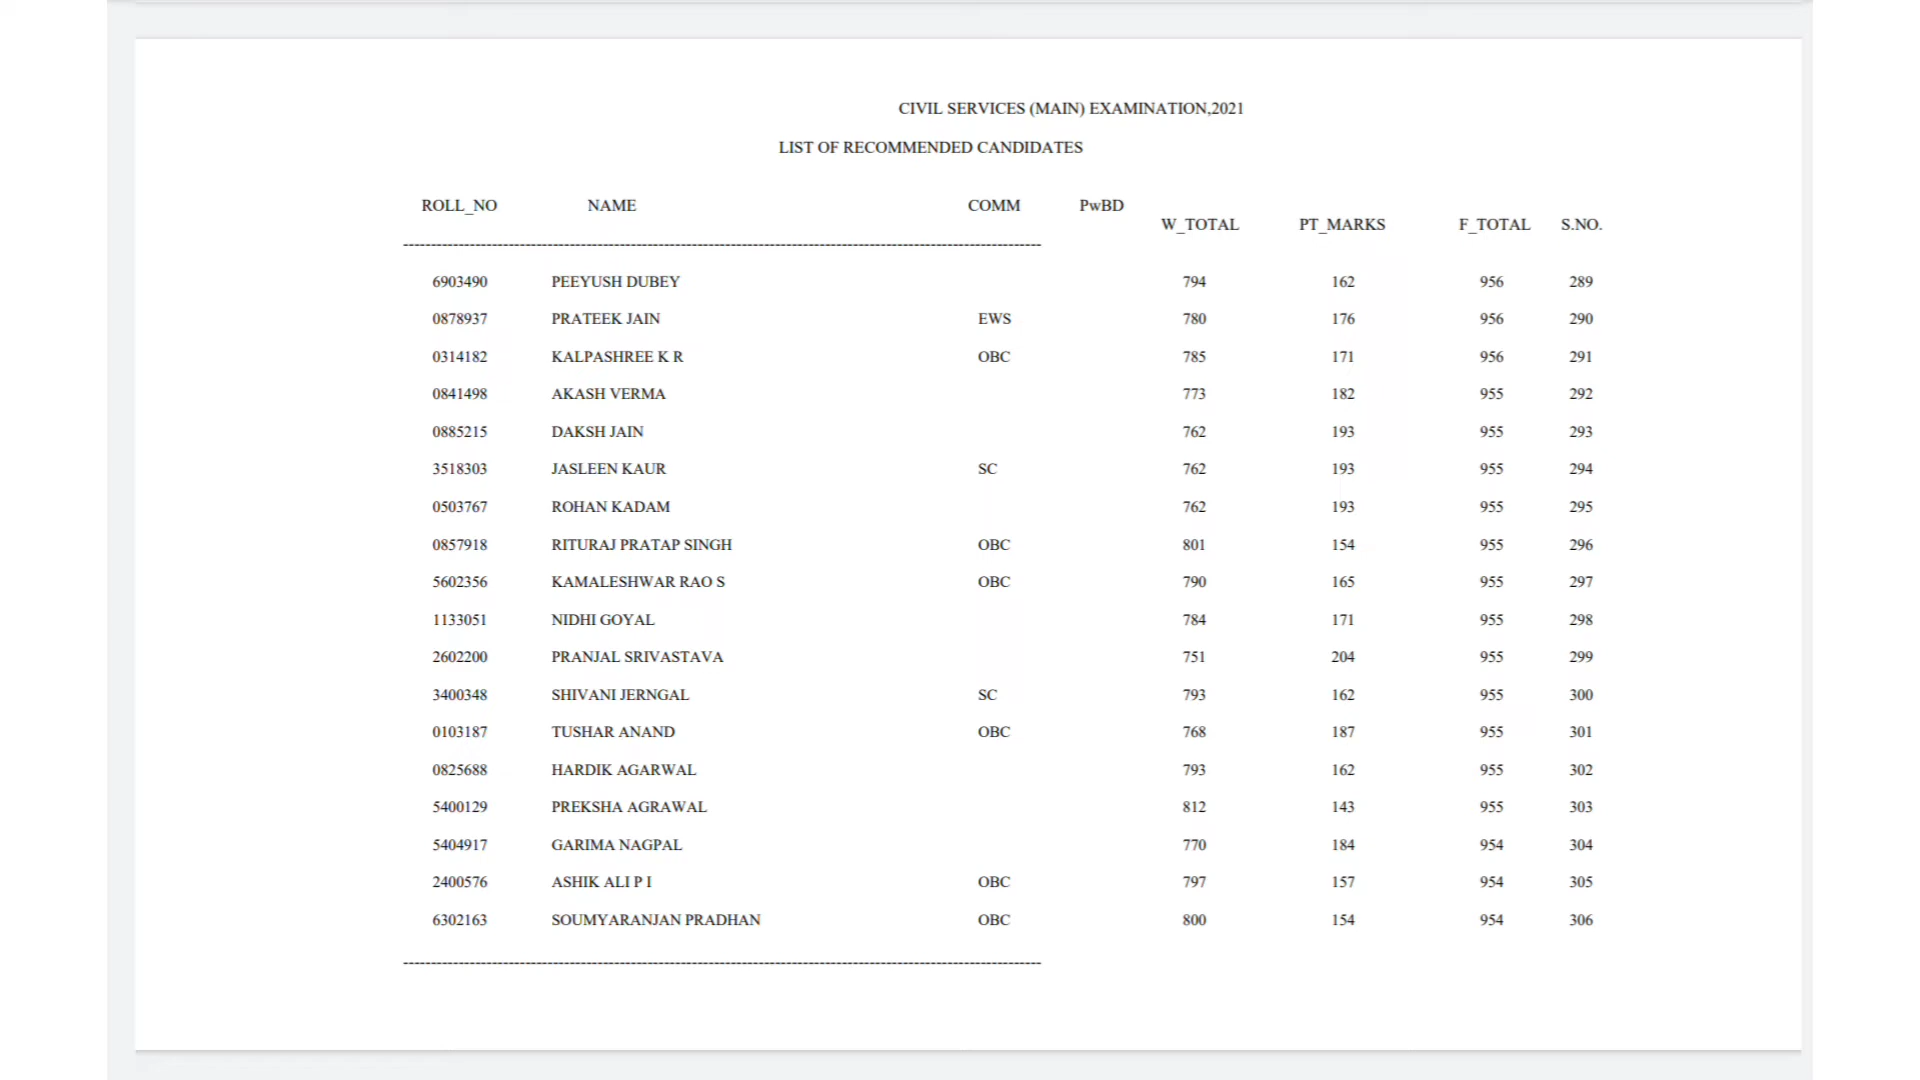 CIVIL SERVICES (MAIN) EXAMINATION,2021
LIST OF RECOMMENDED CANDIDATES
ROLL_NO NAME COMM PwBD W_TOTAL PT_MARKS F_TOTAL S.NO.
--------------------------------------------------------------------------------------------------------------------
6903490 PEEYUSH DUBEY 794 162 956 289
0878937 PRATEEK JAIN EWS 780 176 956 290
0314182 KALPASHREE K R OBC 785 171 956 291
0841498 AKASH VERMA 773 182 955 292
0885215 DAKSH JAIN 762 193 955 293
3518303 JASLEEN KAUR SC 762 193 955 294
0503767 ROHAN KADAM 762 193 955 295
0857918 RITURAJ PRATAP SINGH OBC 801 154 955 296
5602356 KAMALESHWAR RAO S OBC 790 165 955 297
1133051 NIDHI GOYAL 784 171 955 298
2602200 PRANJAL SRIVASTAVA 751 204 955 299
3400348 SHIVANI JERNGAL SC 793 162 955 300
0103187 TUSHAR ANAND OBC 768 187 955 301
0825688 HARDIK AGARWAL 793 162 955 302
5400129 PREKSHA AGRAWAL 812 143 955 303
5404917 GARIMA NAGPAL 770 184 954 304
2400576 ASHIK ALI P I OBC 797 157 954 305
6302163 SOUMYARANJAN PRADHAN OBC 800 154 954 306
--------------------------------------------------------------------------------------------------------------------